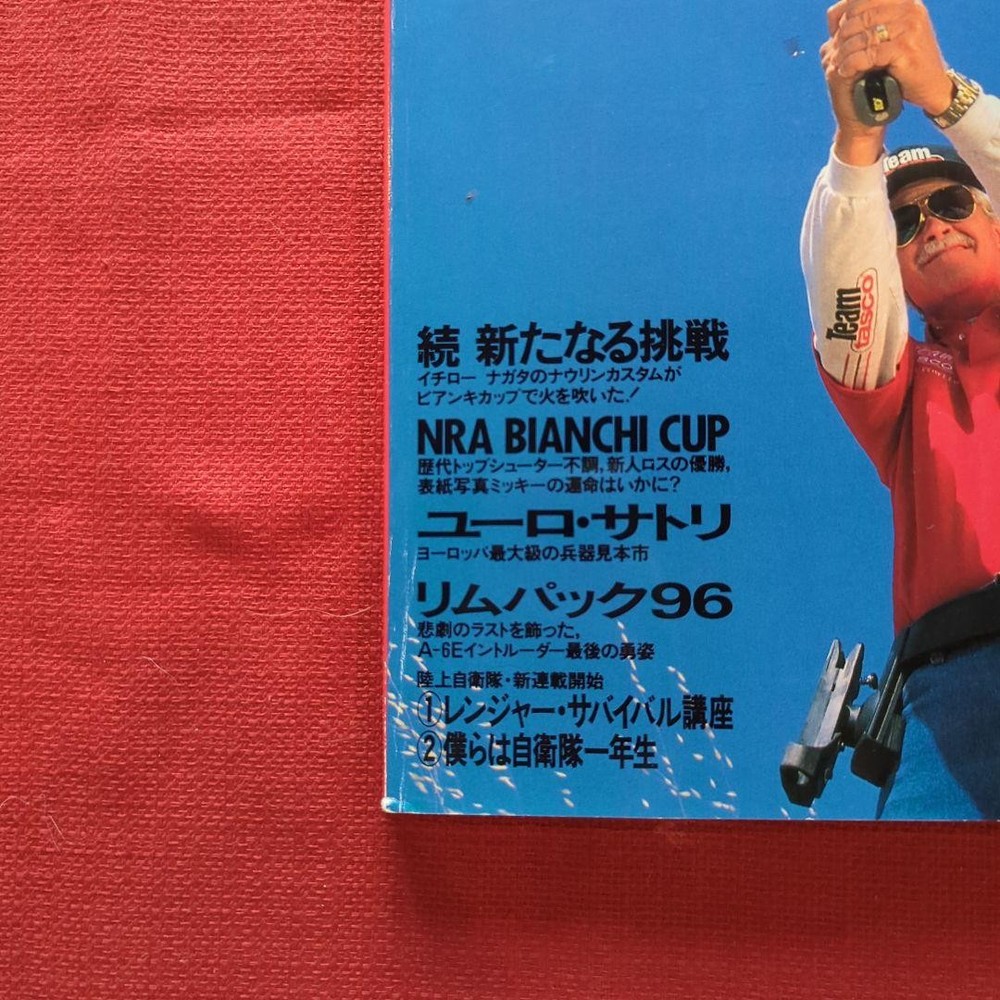 Team
Team
tasco
続 新たなる挑戦
イチロー ナガタのナウリンカスタムが
ビアンキカップで火を吹いた!
NRA BIANCHI CUP
歴代トップシューター不調,新人ロスの優勝,
表紙写真ミッキーの運命はいかに?
ユーロ・サトリ
ヨーロッパ最大級の兵器見本市
リムパック96
悲劇のラストを飾った,
A-6Eイントルーダー最後の勇姿
陸上自衛隊・新連載開始
①レンジャー・サバイバル講座
②僕らは自衛隊一年生